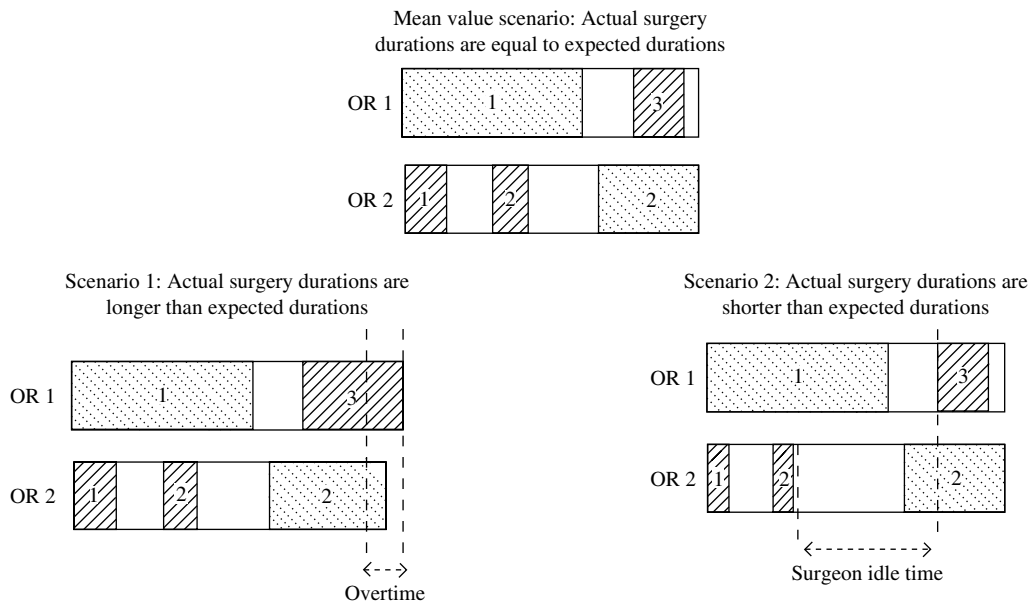 Mean value scenario: Actual surgery
durations are equal to expected durations
OR 1
1
3
OR 2
1
2
2
Scenario 1: Actual surgery durations are
longer than expected durations
OR 1
1
3
OR 2
1
2
2
Overtime
Scenario 2: Actual surgery durations are
shorter than expected durations
OR 1
1
3
OR 2
1
2
2
Surgeon idle time